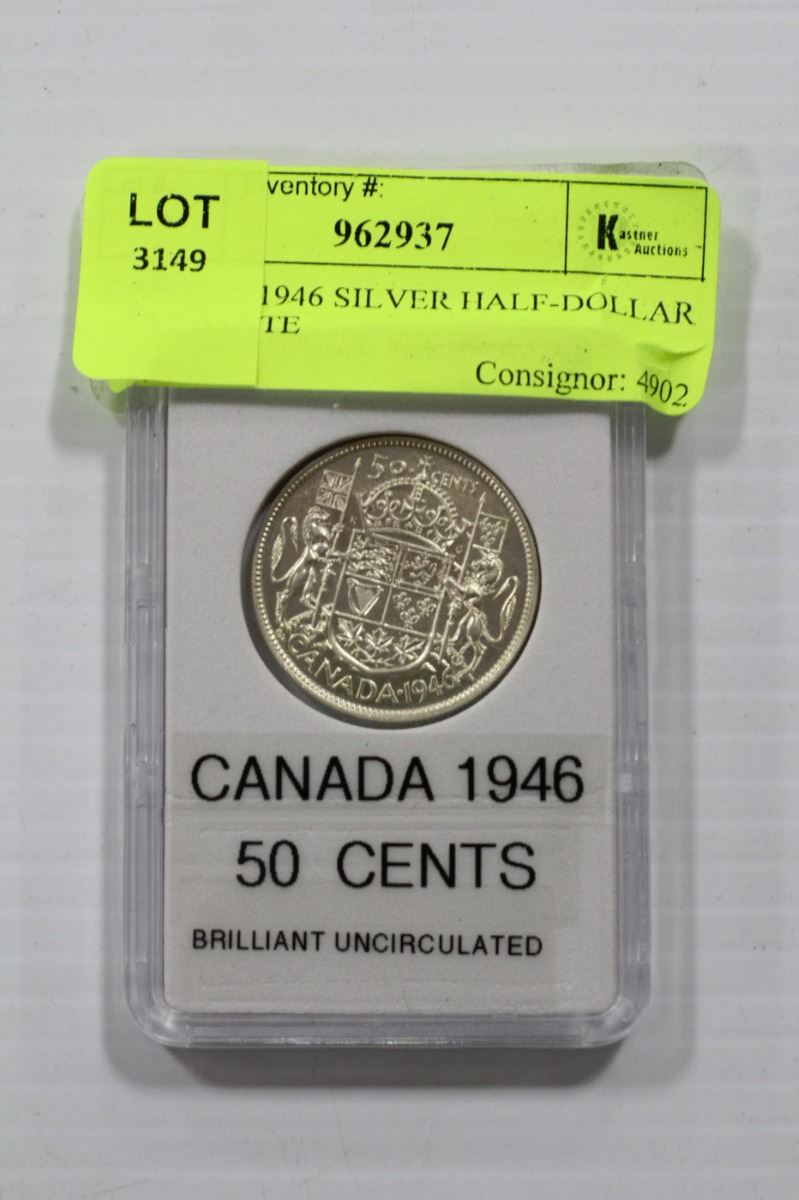 LOT
3149
ventory #:
962937
Kastner
Auctions
1946 SILVER HALF-DOLLAR
TE
Consignor: 4902
50 CENTS
CANADA·1946
CANADA 1946
50 CENTS
BRILLIANT UNCIRCULATED